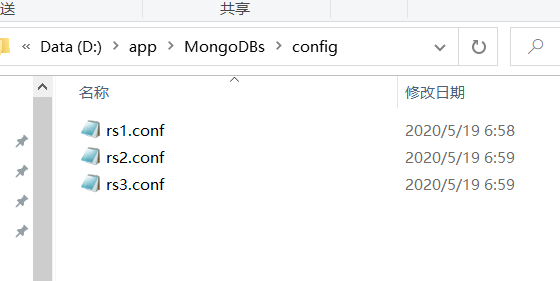 送 共享
« Data (D:) > app > MongoDBs > config
名称 修改日期
rs1.conf 2020/5/19 6:58
rs2.conf 2020/5/19 6:59
rs3.conf 2020/5/19 6:59